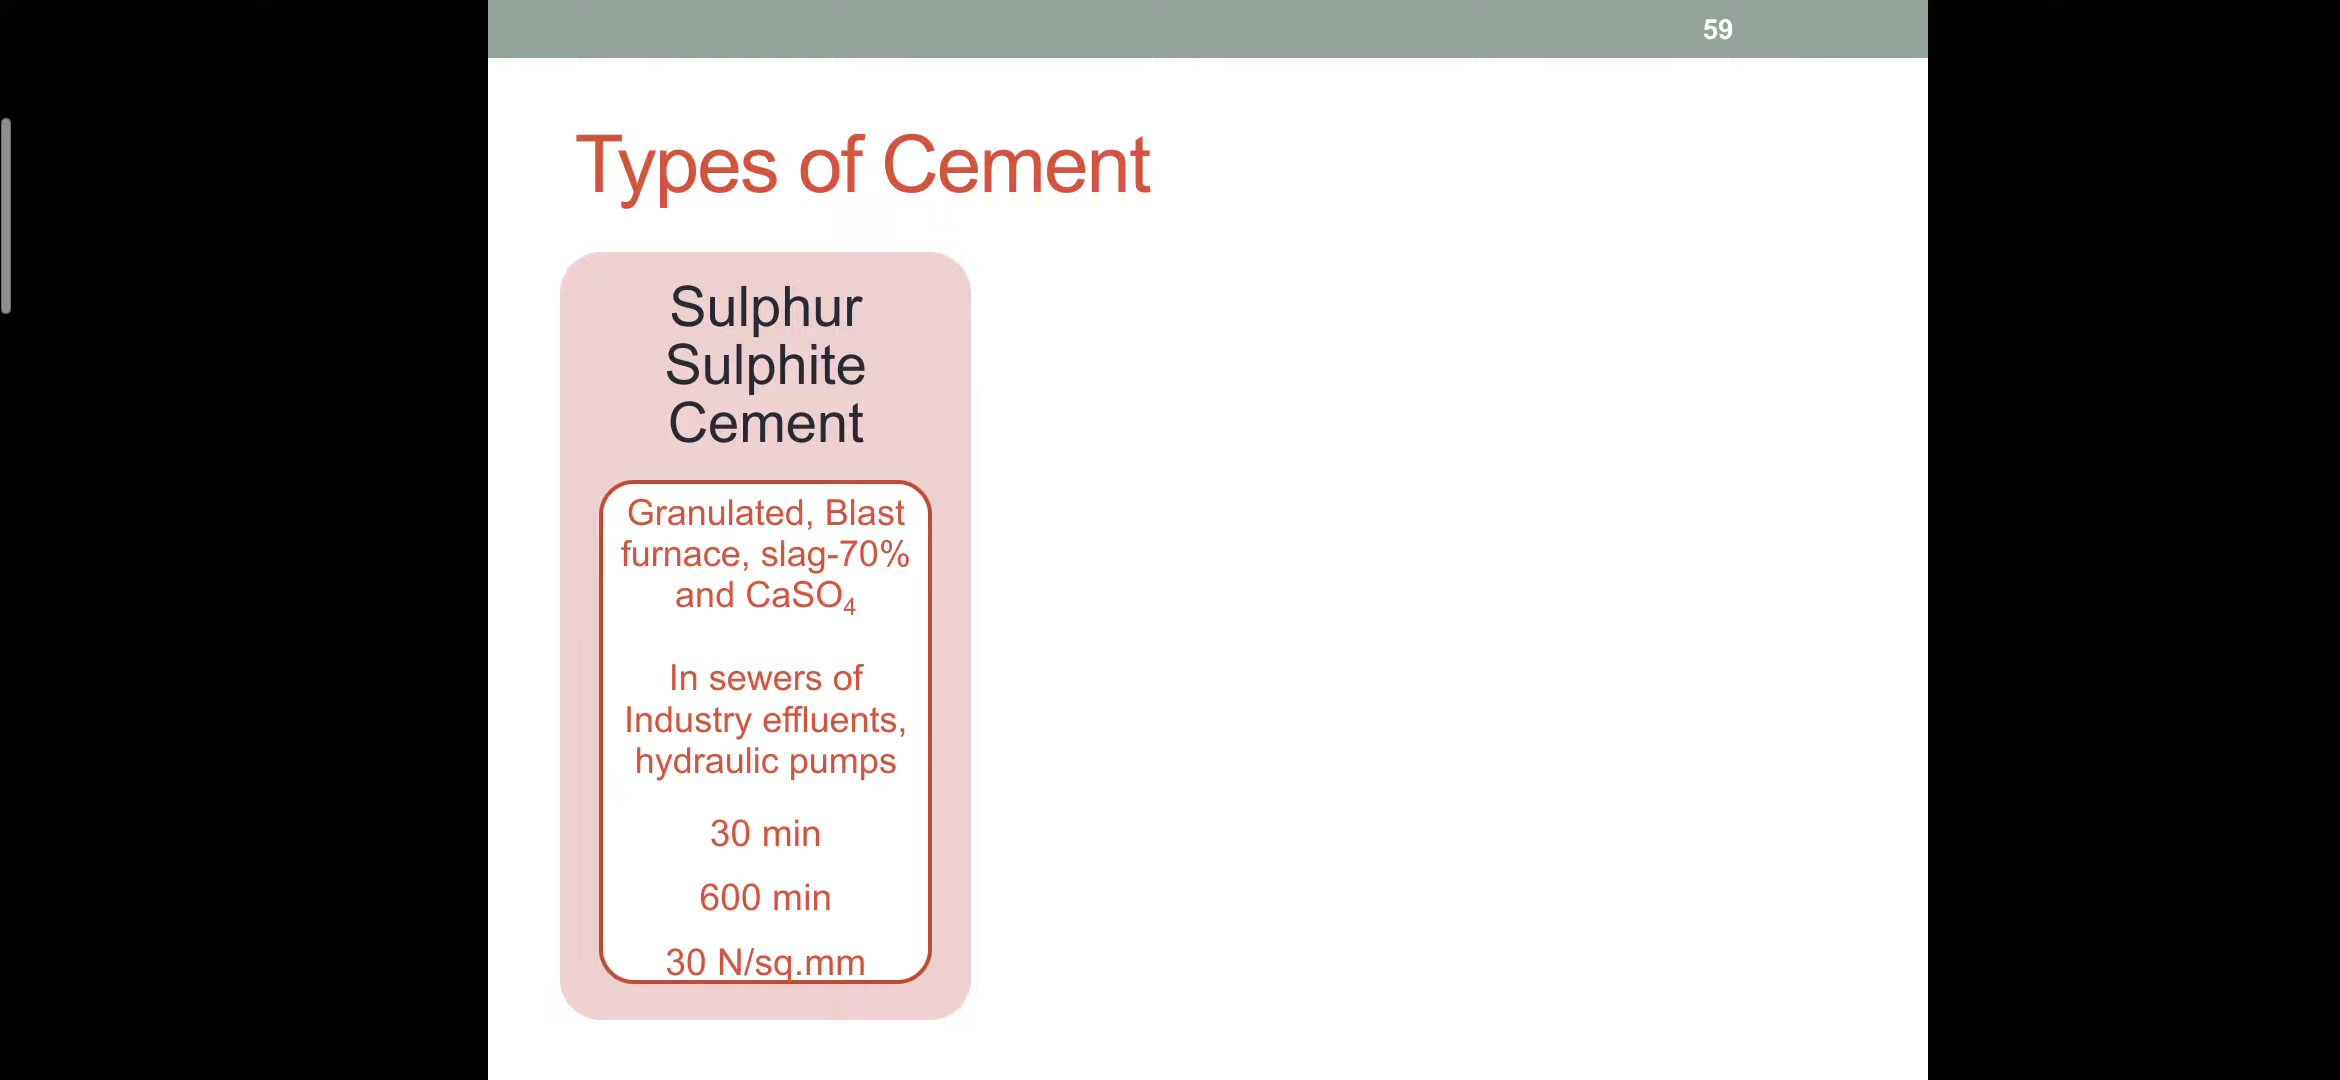 59
Types of Cement
Sulphur
Sulphite
Cement
Granulated, Blast
furnace, slag-70%
and CaSO₄
In sewers of
Industry effluents,
hydraulic pumps
30 min
600 min
30 N/sq.mm